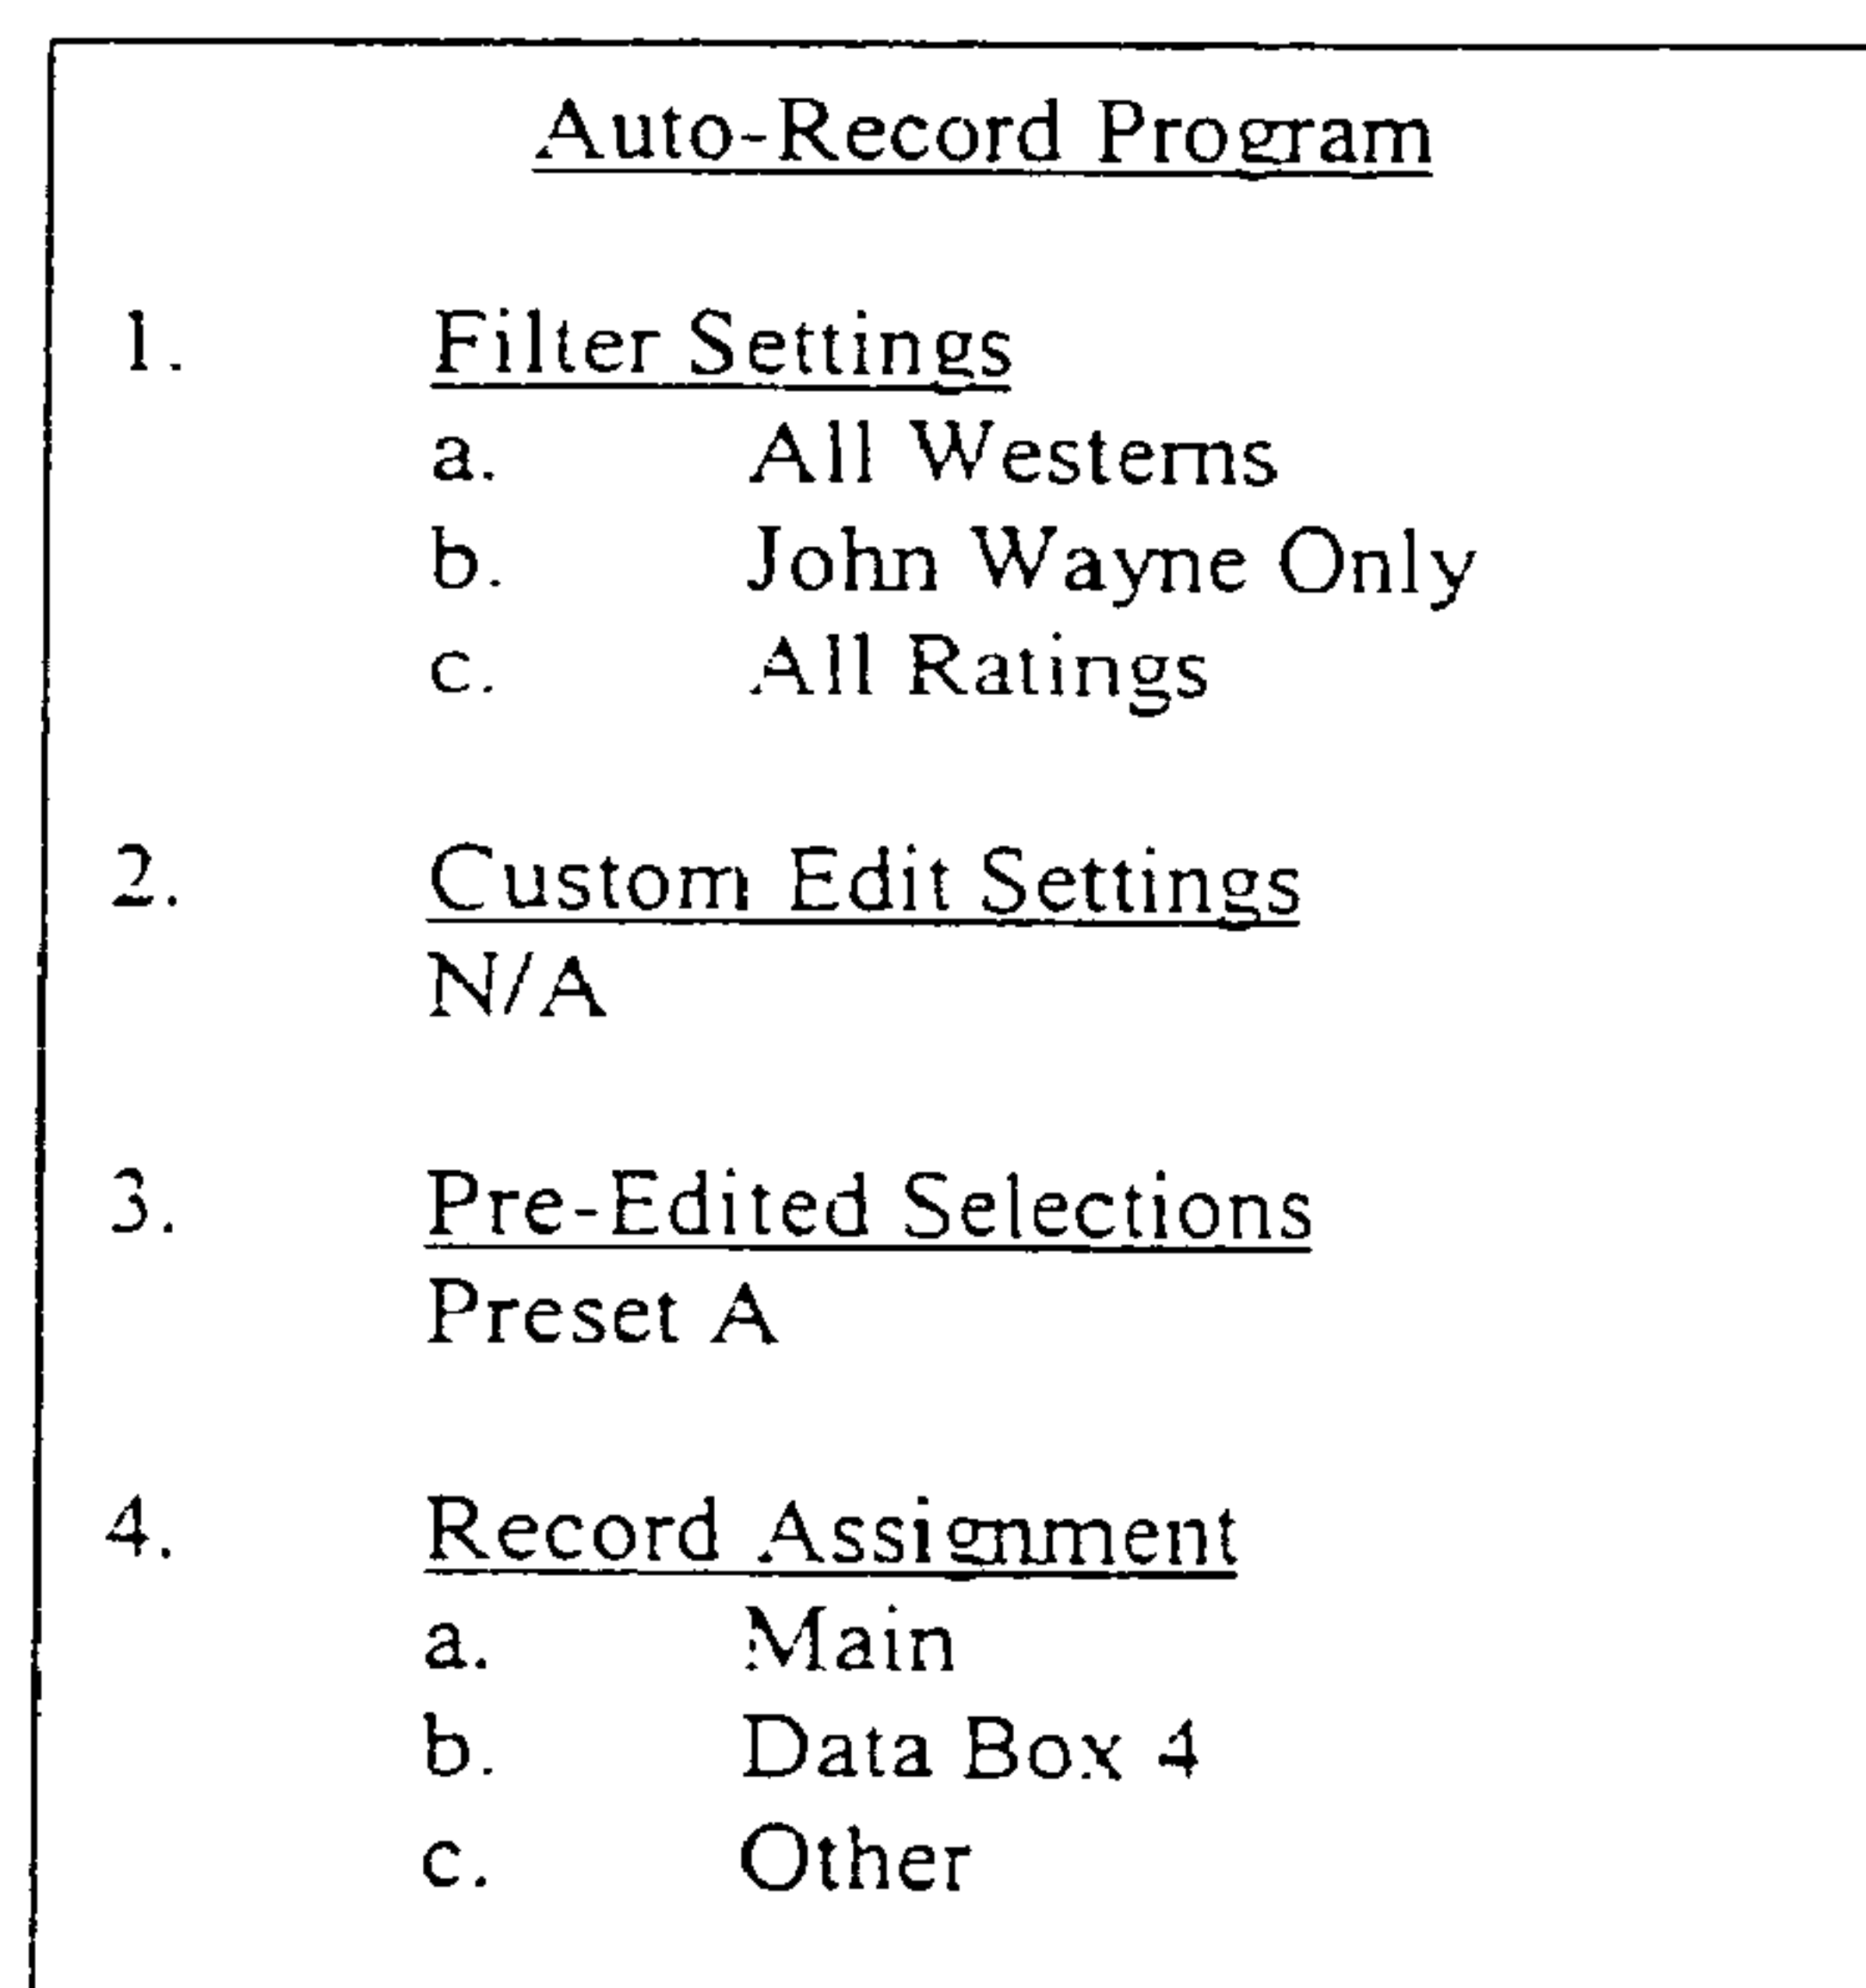 Auto-Record Program
1. Filter Settings
a. All Westerns
b. John Wayne Only
c. All Ratings
2. Custom Edit Settings
N/A
3. Pre-Edited Selections
Preset A
4. Record Assignment
a. Main
b. Data Box 4
c. Other